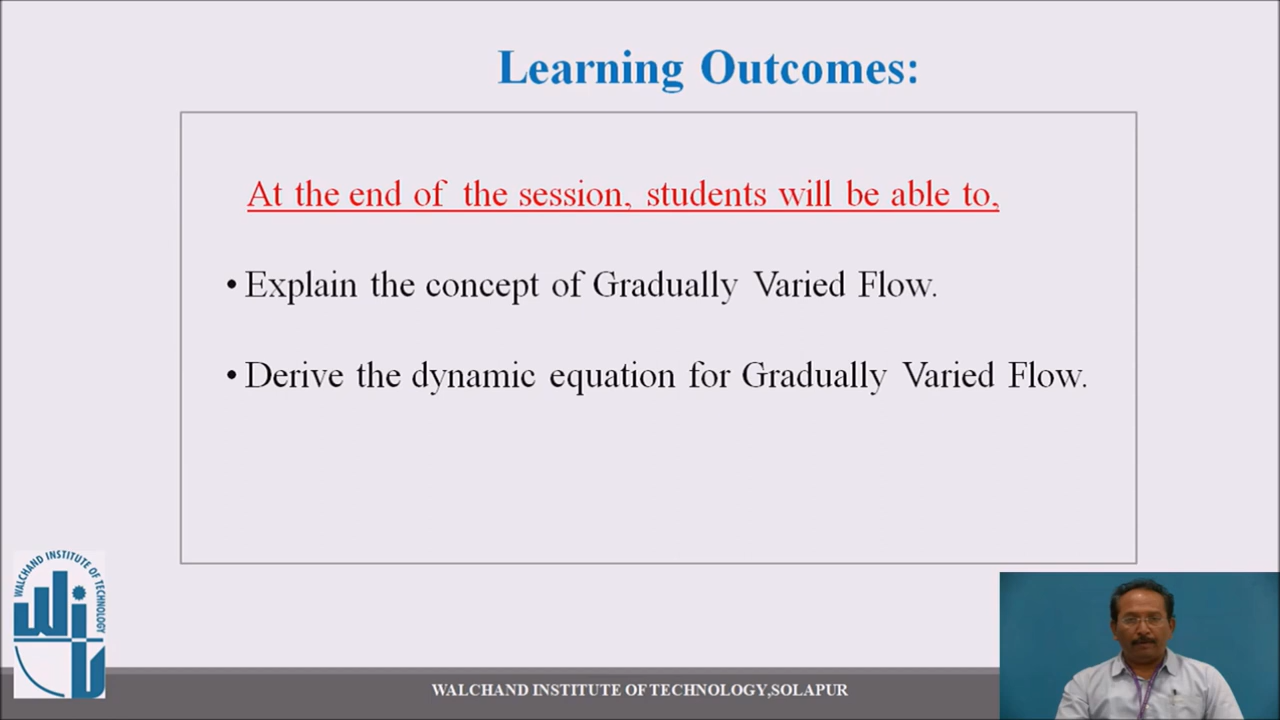 Learning Outcomes:
At the end of the session, students will be able to,
• Explain the concept of Gradually Varied Flow.
• Derive the dynamic equation for Gradually Varied Flow.
WALCHAND INSTITUTE OF TECHNOLOGY
WALCHAND INSTITUTE OF TECHNOLOGY,SOLAPUR